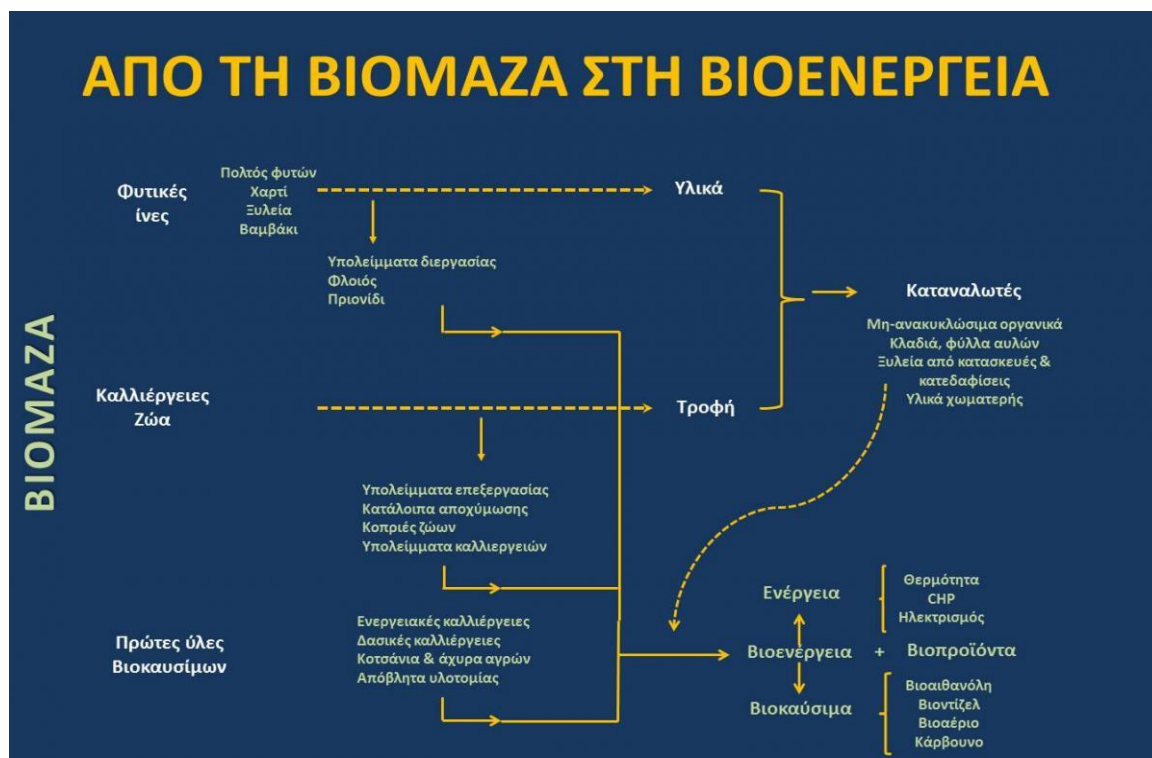 ΑΠΟ ΤΗ ΒΙΟΜΑΖΑ ΣΤΗ ΒΙΟΕΝΕΡΓΕΙΑ
ΒΙΟΜΑΖΑ
Φυτικές
ίνες
Πολτός φυτών
Χαρτί
Ξυλεία
Βαμβάκι
Υλικά
Υπολείμματα διεργασίας
Φλοιός
Πριονίδι
Καταναλωτές
Μη-ανακυκλώσιμα οργανικά
Κλαδιά, φύλλα αυλών
Ξυλεία από κατασκευές &
κατεδαφίσεις
Υλικά χωματερής
Καλλιέργειες
Ζώα
Τροφή
Υπολείμματα επεξεργασίας
Κατάλοιπα αποχύμωσης
Κοπριές ζώων
Υπολείμματα καλλιεργειών
Πρώτες ύλες
Βιοκαυσίμων
Ενεργειακές καλλιέργειες
Δασικές καλλιέργειες
Κοτσάνια & άχυρα αγρών
Απόβλητα υλοτομίας
Ενέργεια
Θερμότητα
CHP
Ηλεκτρισμός
Βιοενέργεια + Βιοπροϊόντα
Βιοκαύσιμα
Βιοαιθανόλη
Βιοντίζελ
Βιοαέριο
Κάρβουνο